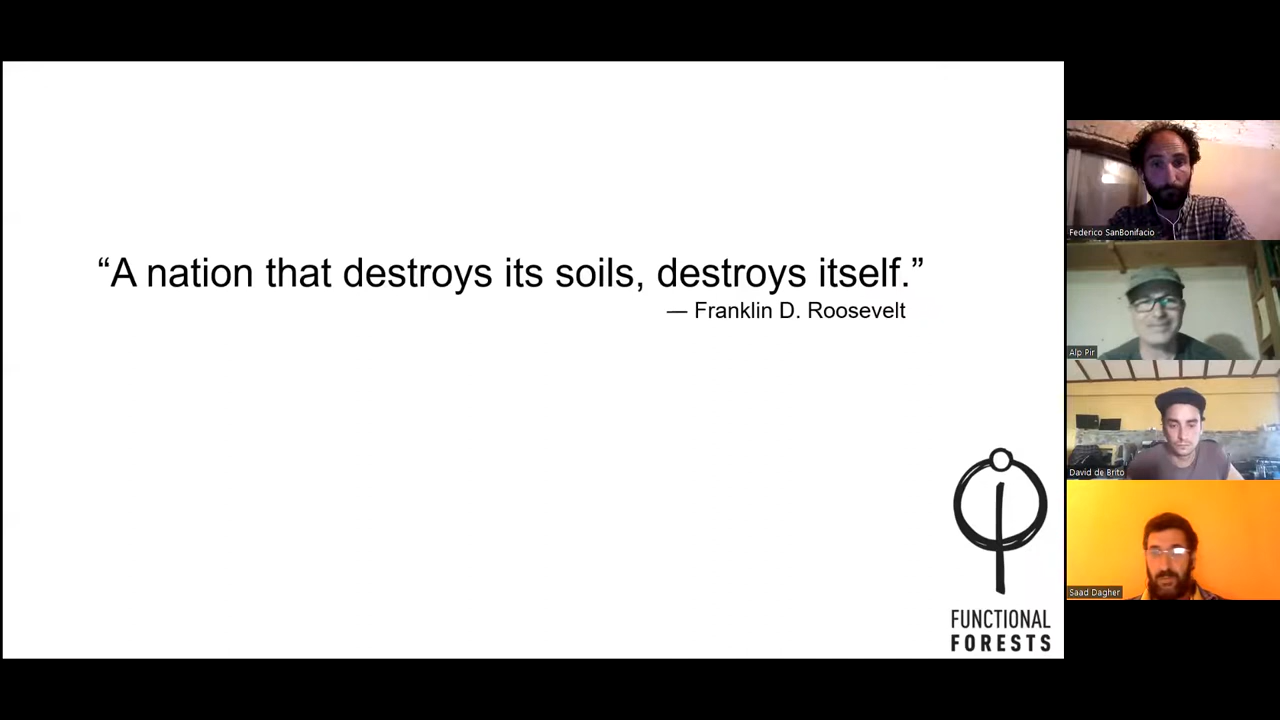 “A nation that destroys its soils, destroys itself.”
— Franklin D. Roosevelt
FUNCTIONAL
FORESTS
Federico SanBonifacio
Alp Pir
David de Brito
Saad Dagher